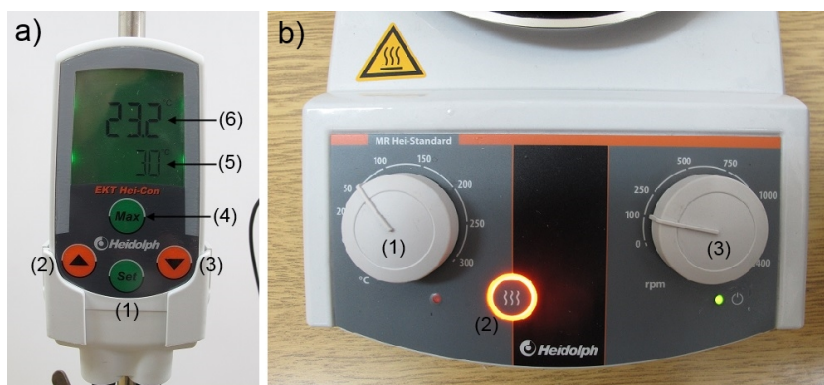 a)
23.2 °C
(6)
30 °C
(5)
EKT Hei-Con
Max
(4)
Heidolph
(2)
(3)
Set
(1)
b)
MR Hei-Standard
20
50
100
150
200
250
300
°C
(1)
(2)
0
100
250
500
750
1000
1400
rpm
(3)
Heidolph